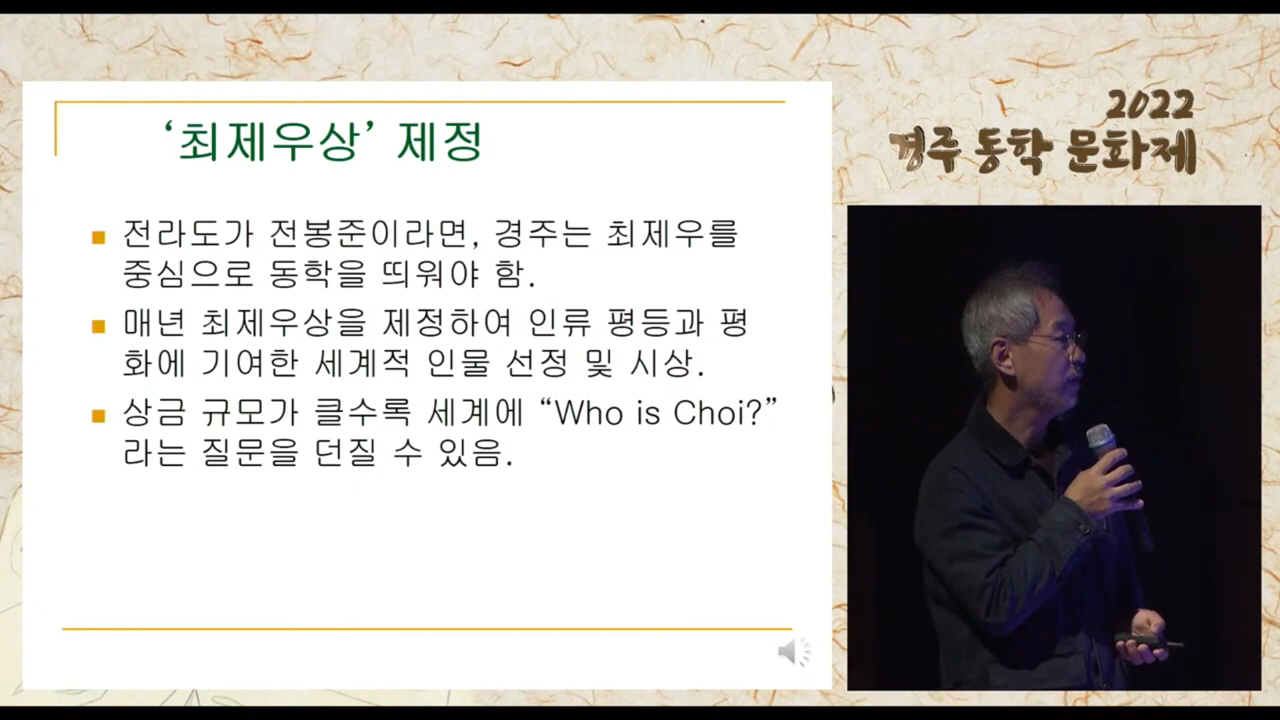 ‘최제우상’ 제정
전라도가 전봉준이라면, 경주는 최제우를
중심으로 동학을 띄워야 함.
매년 최제우상을 제정하여 인류 평등과 평
화에 기여한 세계적 인물 선정 및 시상.
상금 규모가 클수록 세계에 “Who is Choi?”
라는 질문을 던질 수 있음.
2022
경주 동학 문화제